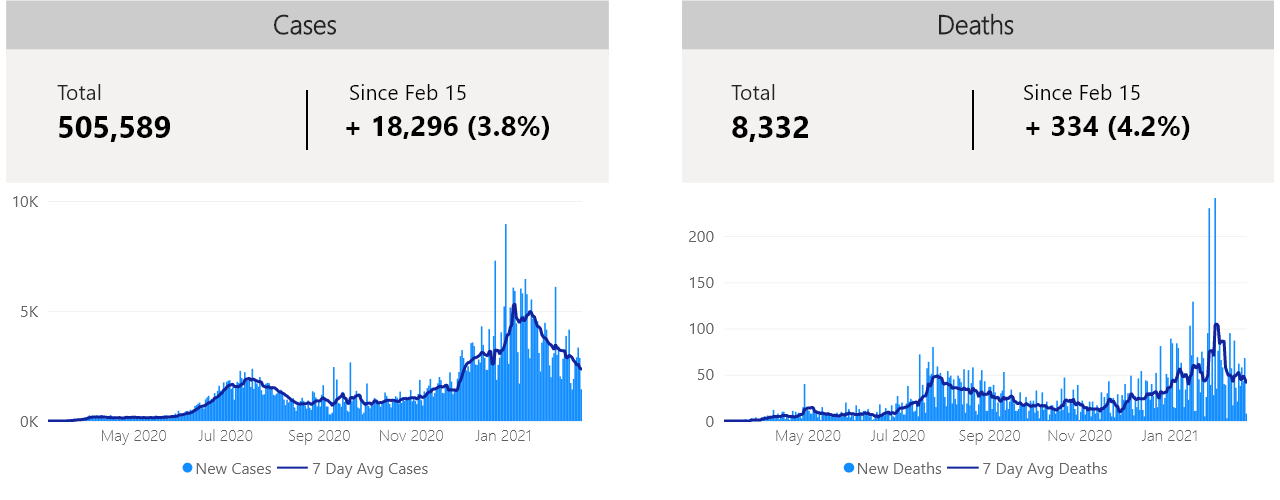 Cases
Total
505,589
Since Feb 15
+ 18,296 (3.8%)
10K
5K
0K
May 2020 Jul 2020 Sep 2020 Nov 2020 Jan 2021
New Cases 7 Day Avg Cases
Deaths
Total
8,332
Since Feb 15
+ 334 (4.2%)
200
150
100
50
0
May 2020 Jul 2020 Sep 2020 Nov 2020 Jan 2021
New Deaths 7 Day Avg Deaths